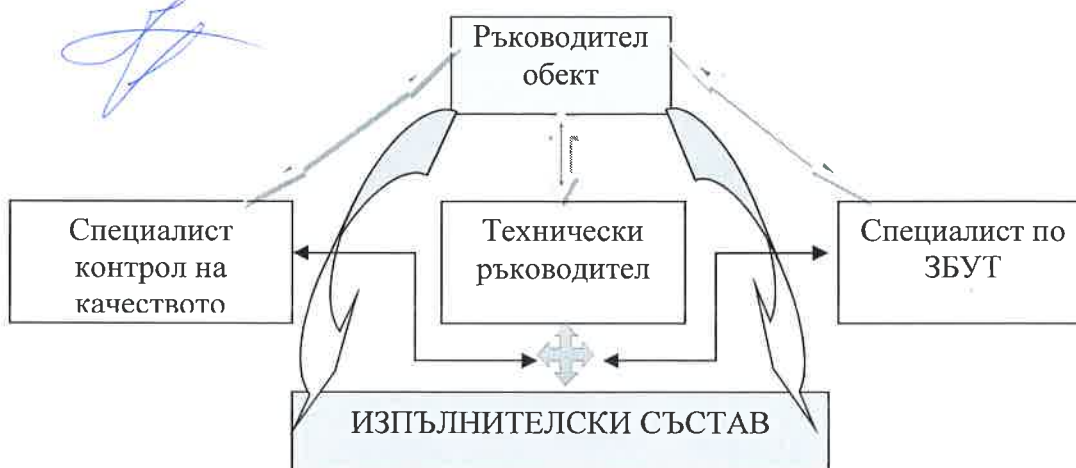 Ръководител
обект
Специалист
контрол на
качеството
Технически
ръководител
Специалист по
ЗБУТ
ИЗПЪЛНИТЕЛСКИ СЪСТАВ